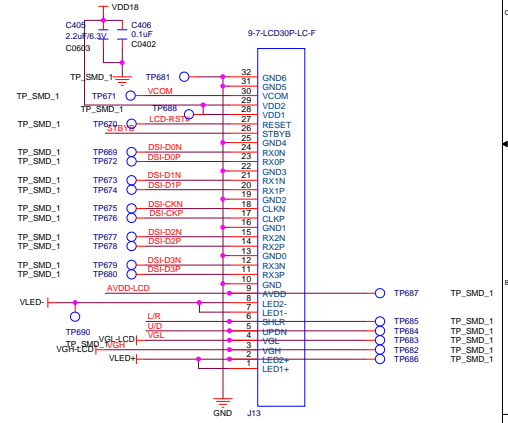 VDD18
C405
2.2uF/6.3V
C0603
C406
0.1uF
C0402
9-7-LCD30P-LC-F
TP_SMD_1 TP681 32 GND6
31 GND5
TP_SMD_1 TP671 VCOM 30 VCOM
29 VDD2
TP_SMD_1 TP688 28 VDD1
TP_SMD_1 TP670 LCD-RST# 27 RESET
STBYB 26 STBYB
25 GND4
TP_SMD_1 TP669 DSI-D0N 24 RX0N
TP_SMD_1 TP672 DSI-D0P 23 RX0P
22 GND3
TP_SMD_1 TP673 DSI-D1N 21 RX1N
TP_SMD_1 TP674 DSI-D1P 20 RX1P
19 GND2
TP_SMD_1 TP675 DSI-CKN 18 CLKN
TP_SMD_1 TP676 DSI-CKP 17 CLKP
16 GND1
TP_SMD_1 TP677 DSI-D2N 15 RX2N
TP_SMD_1 TP678 DSI-D2P 14 RX2P
13 GND0
TP_SMD_1 TP679 DSI-D3N 12 RX3N
TP_SMD_1 TP680 DSI-D3P 11 RX3P
10 GND
AVDD-LCD 9 AVDD TP687 TP_SMD_1
VLED- 8 LED2-
7 LED1-
L/R 6 SHLR TP685 TP_SMD_1
TP690 U/D 5 UPDN TP684 TP_SMD_1
VGL-LCD VGL 4 VGL TP683 TP_SMD_1
TP_SMD_1
VGH-LCD VGH 3 VGH TP682 TP_SMD_1
VLED+ 2 LED2+ TP686 TP_SMD_1
1 LED1+
GND J13
C
B